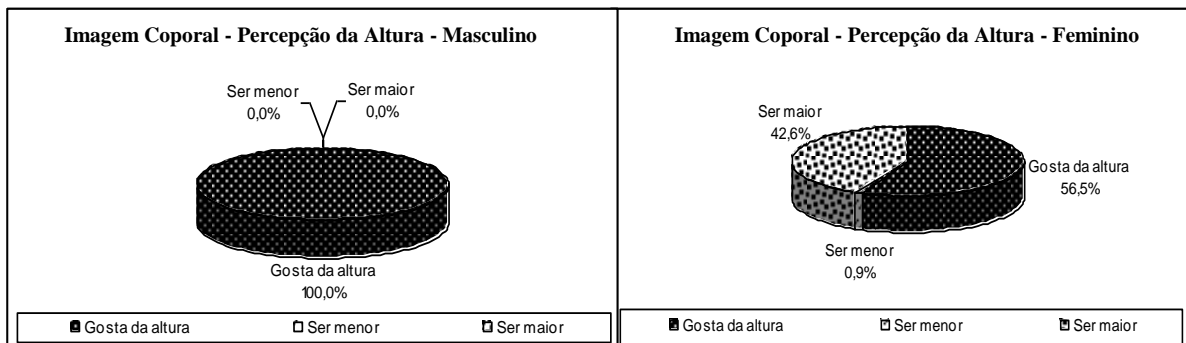 Imagem Coporal - Percepção da Altura - Masculino
Ser menor
0,0%
Ser maior
0,0%
Gosta da altura
100,0%
Gosta da altura Ser menor Ser maior
Imagem Coporal - Percepção da Altura - Feminino
Ser maior
42,6%
Gosta da altura
56,5%
Ser menor
0,9%
Gosta da altura Ser menor Ser maior